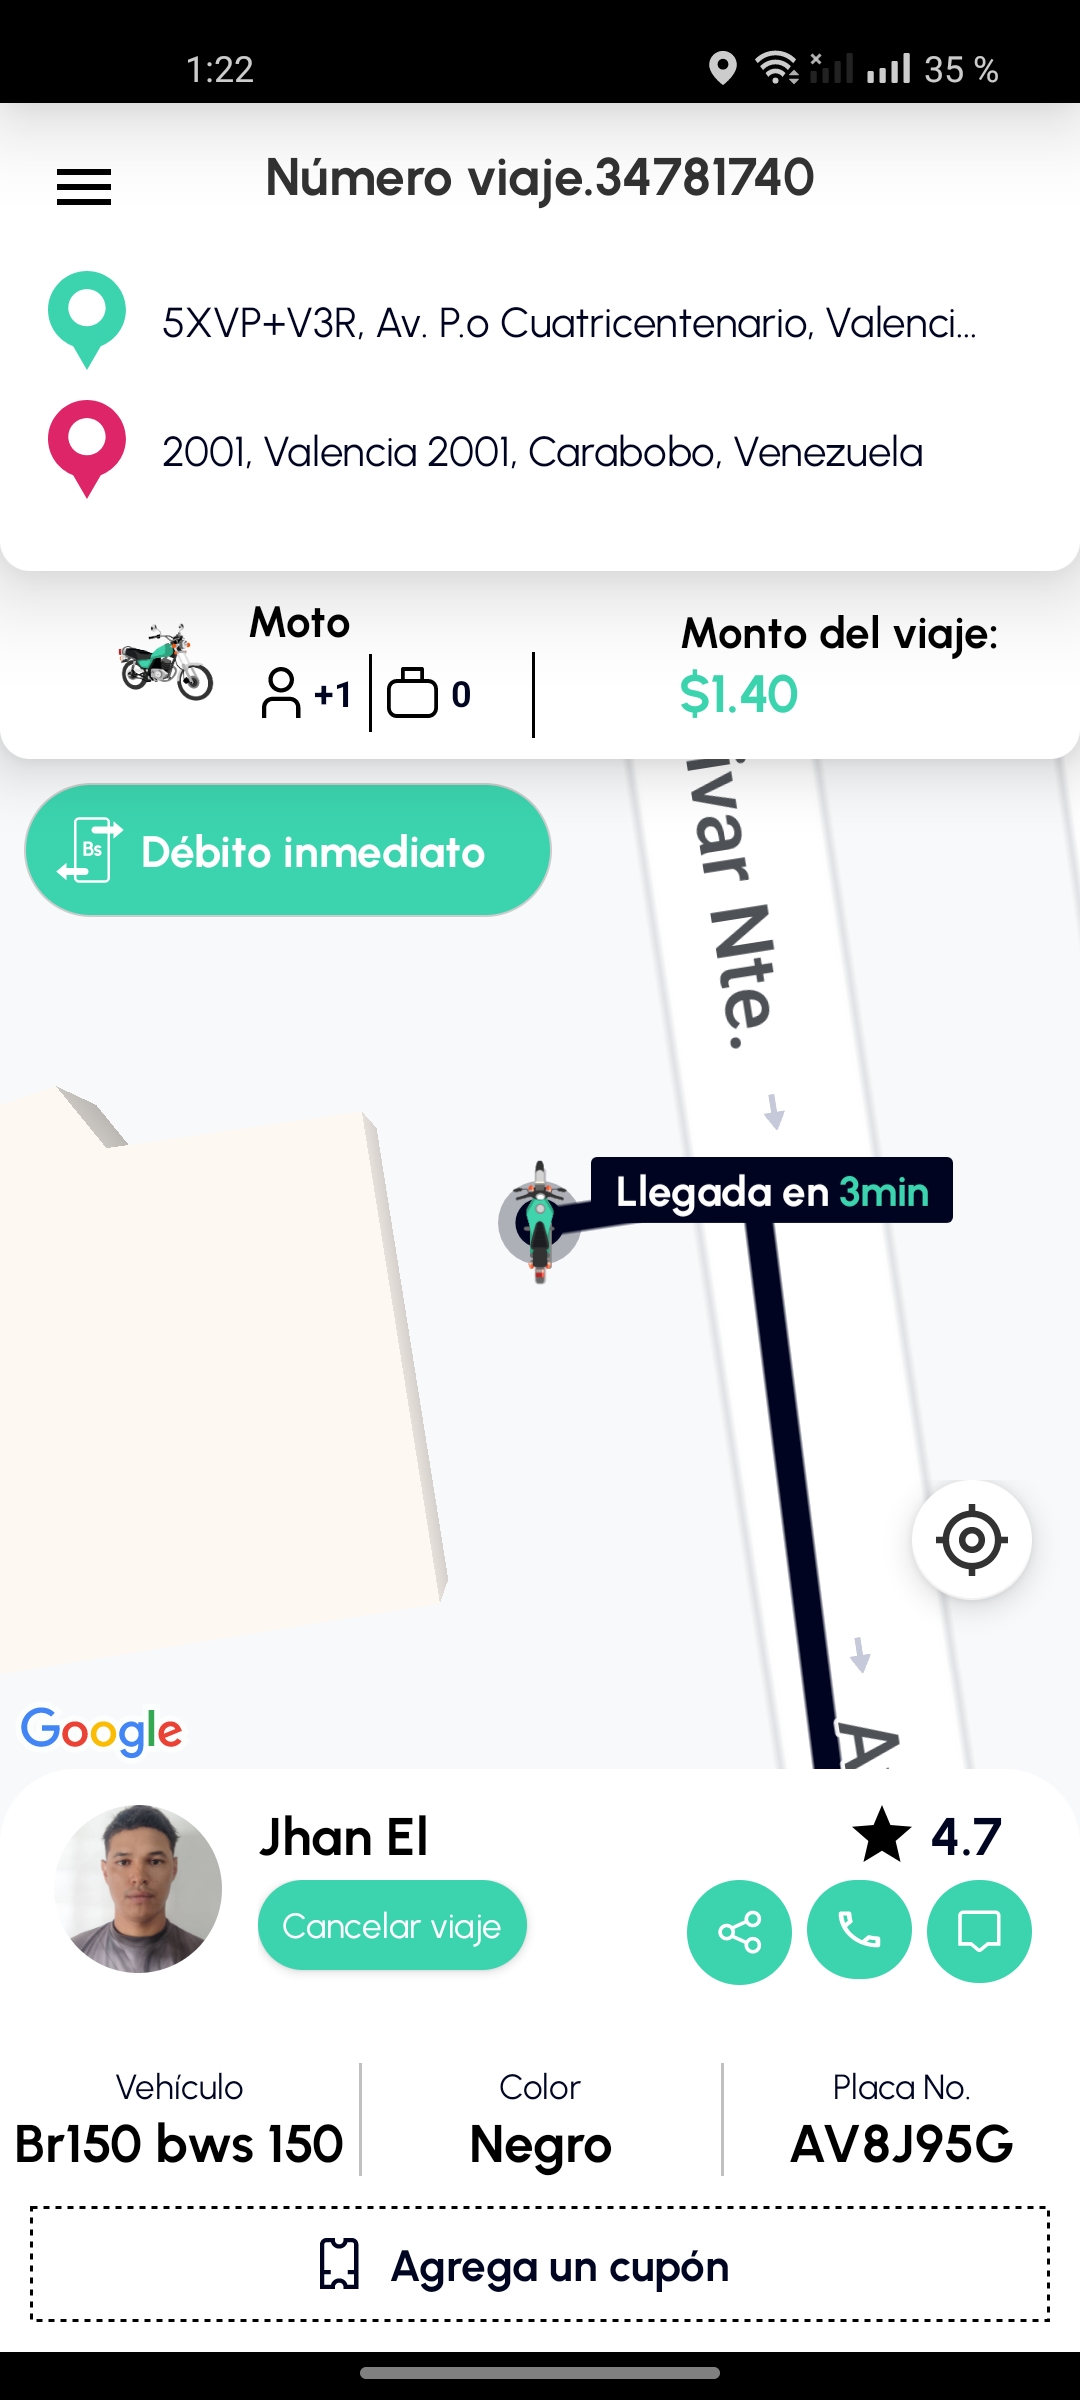 1:22
35 %
Número viaje.34781740
5XVP+V3R, Av. P.o Cuatricentenario, Valenci...
2001, Valencia 2001, Carabobo, Venezuela
Moto
+1
0
Monto del viaje:
$1.40
Bs
Débito inmediato
ivar Nte.
Llegada en 3min
A
Google
Jhan El
4.7
Cancelar viaje
Vehículo
Br150 bws 150
Color
Negro
Placa No.
AV8J95G
Agrega un cupón